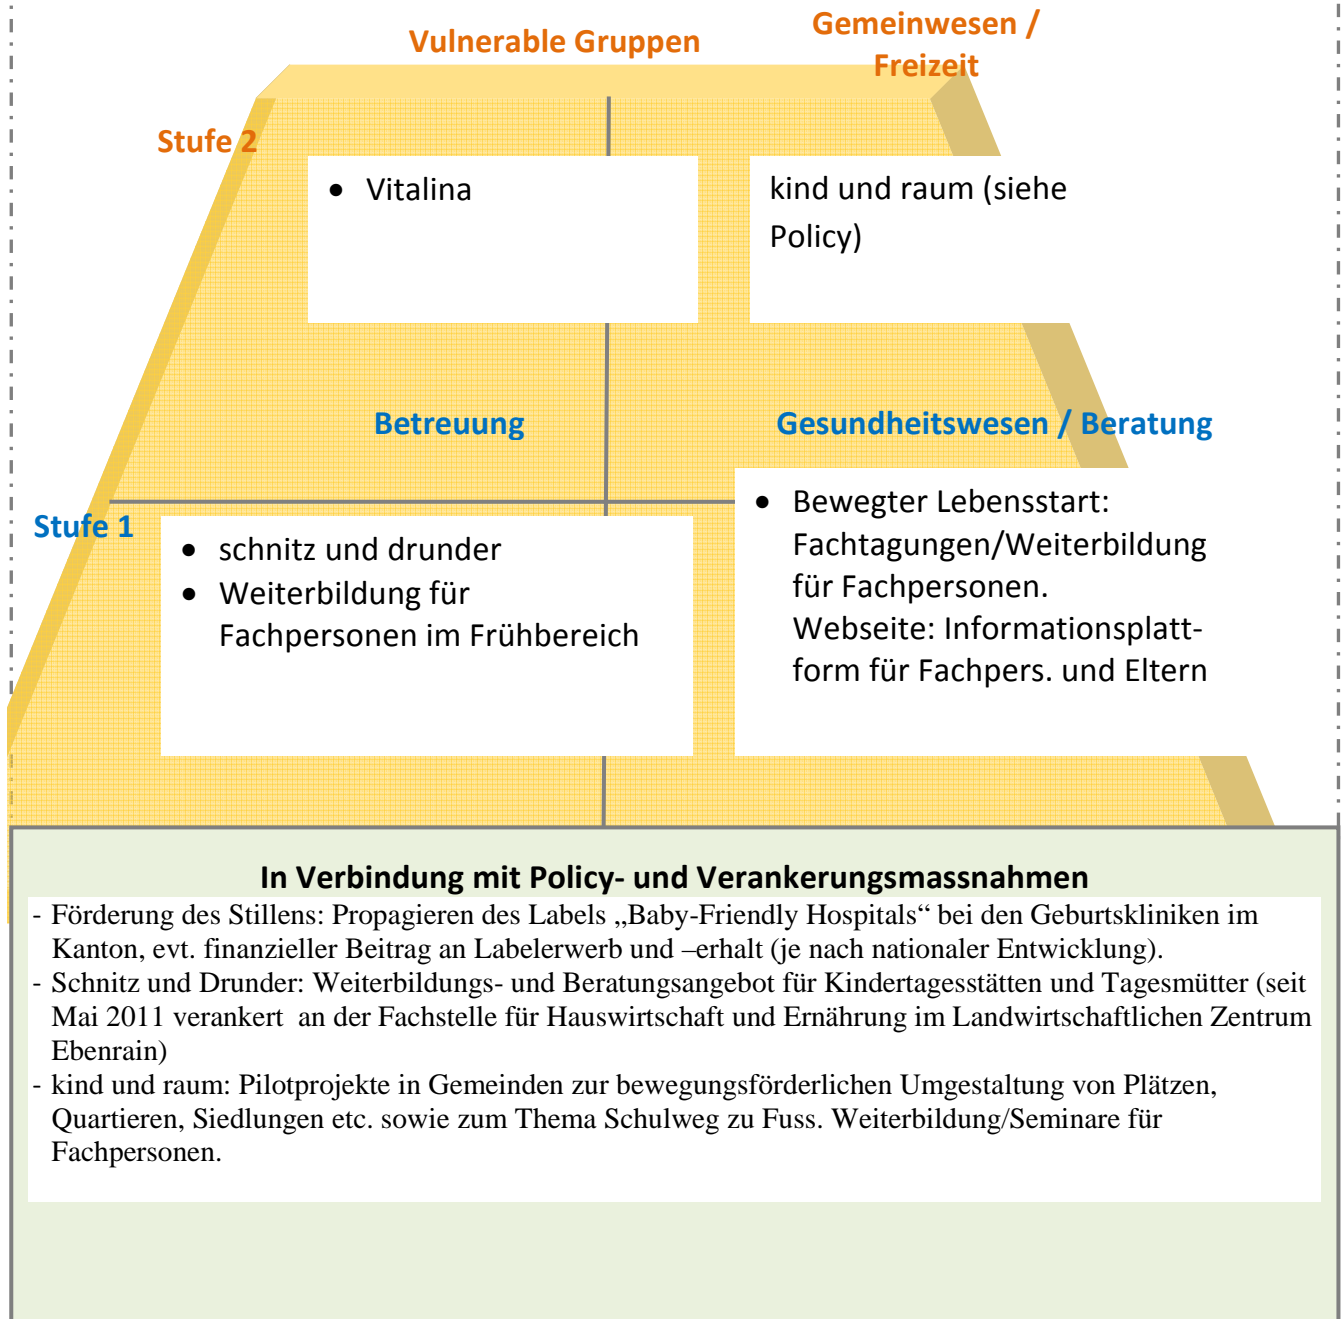 Vulnerable Gruppen
Gemeinwesen /
Freizeit
Stufe 2
• Vitalina
kind und raum (siehe
Policy)
Betreuung
Gesundheitswesen / Beratung
Stufe 1
• schnitz und drunder
• Weiterbildung für
Fachpersonen im Frühbereich
• Bewegter Lebensstart:
Fachtagungen/Weiterbildung
für Fachpersonen.
Webseite: Informationsplatt-
form für Fachpers. und Eltern
In Verbindung mit Policy- und Verankerungsmassnahmen
- Förderung des Stillens: Propagieren des Labels „Baby-Friendly Hospitals“ bei den Geburtskliniken im
Kanton, evt. finanzieller Beitrag an Labelerwerb und –erhalt (je nach nationaler Entwicklung).
- Schnitz und Drunder: Weiterbildungs- und Beratungsangebot für Kindertagesstätten und Tagesmütter (seit
Mai 2011 verankert an der Fachstelle für Hauswirtschaft und Ernährung im Landwirtschaftlichen Zentrum
Ebenrain)
- kind und raum: Pilotprojekte in Gemeinden zur bewegungsförderlichen Umgestaltung von Plätzen,
Quartieren, Siedlungen etc. sowie zum Thema Schulweg zu Fuss. Weiterbildung/Seminare für
Fachpersonen.